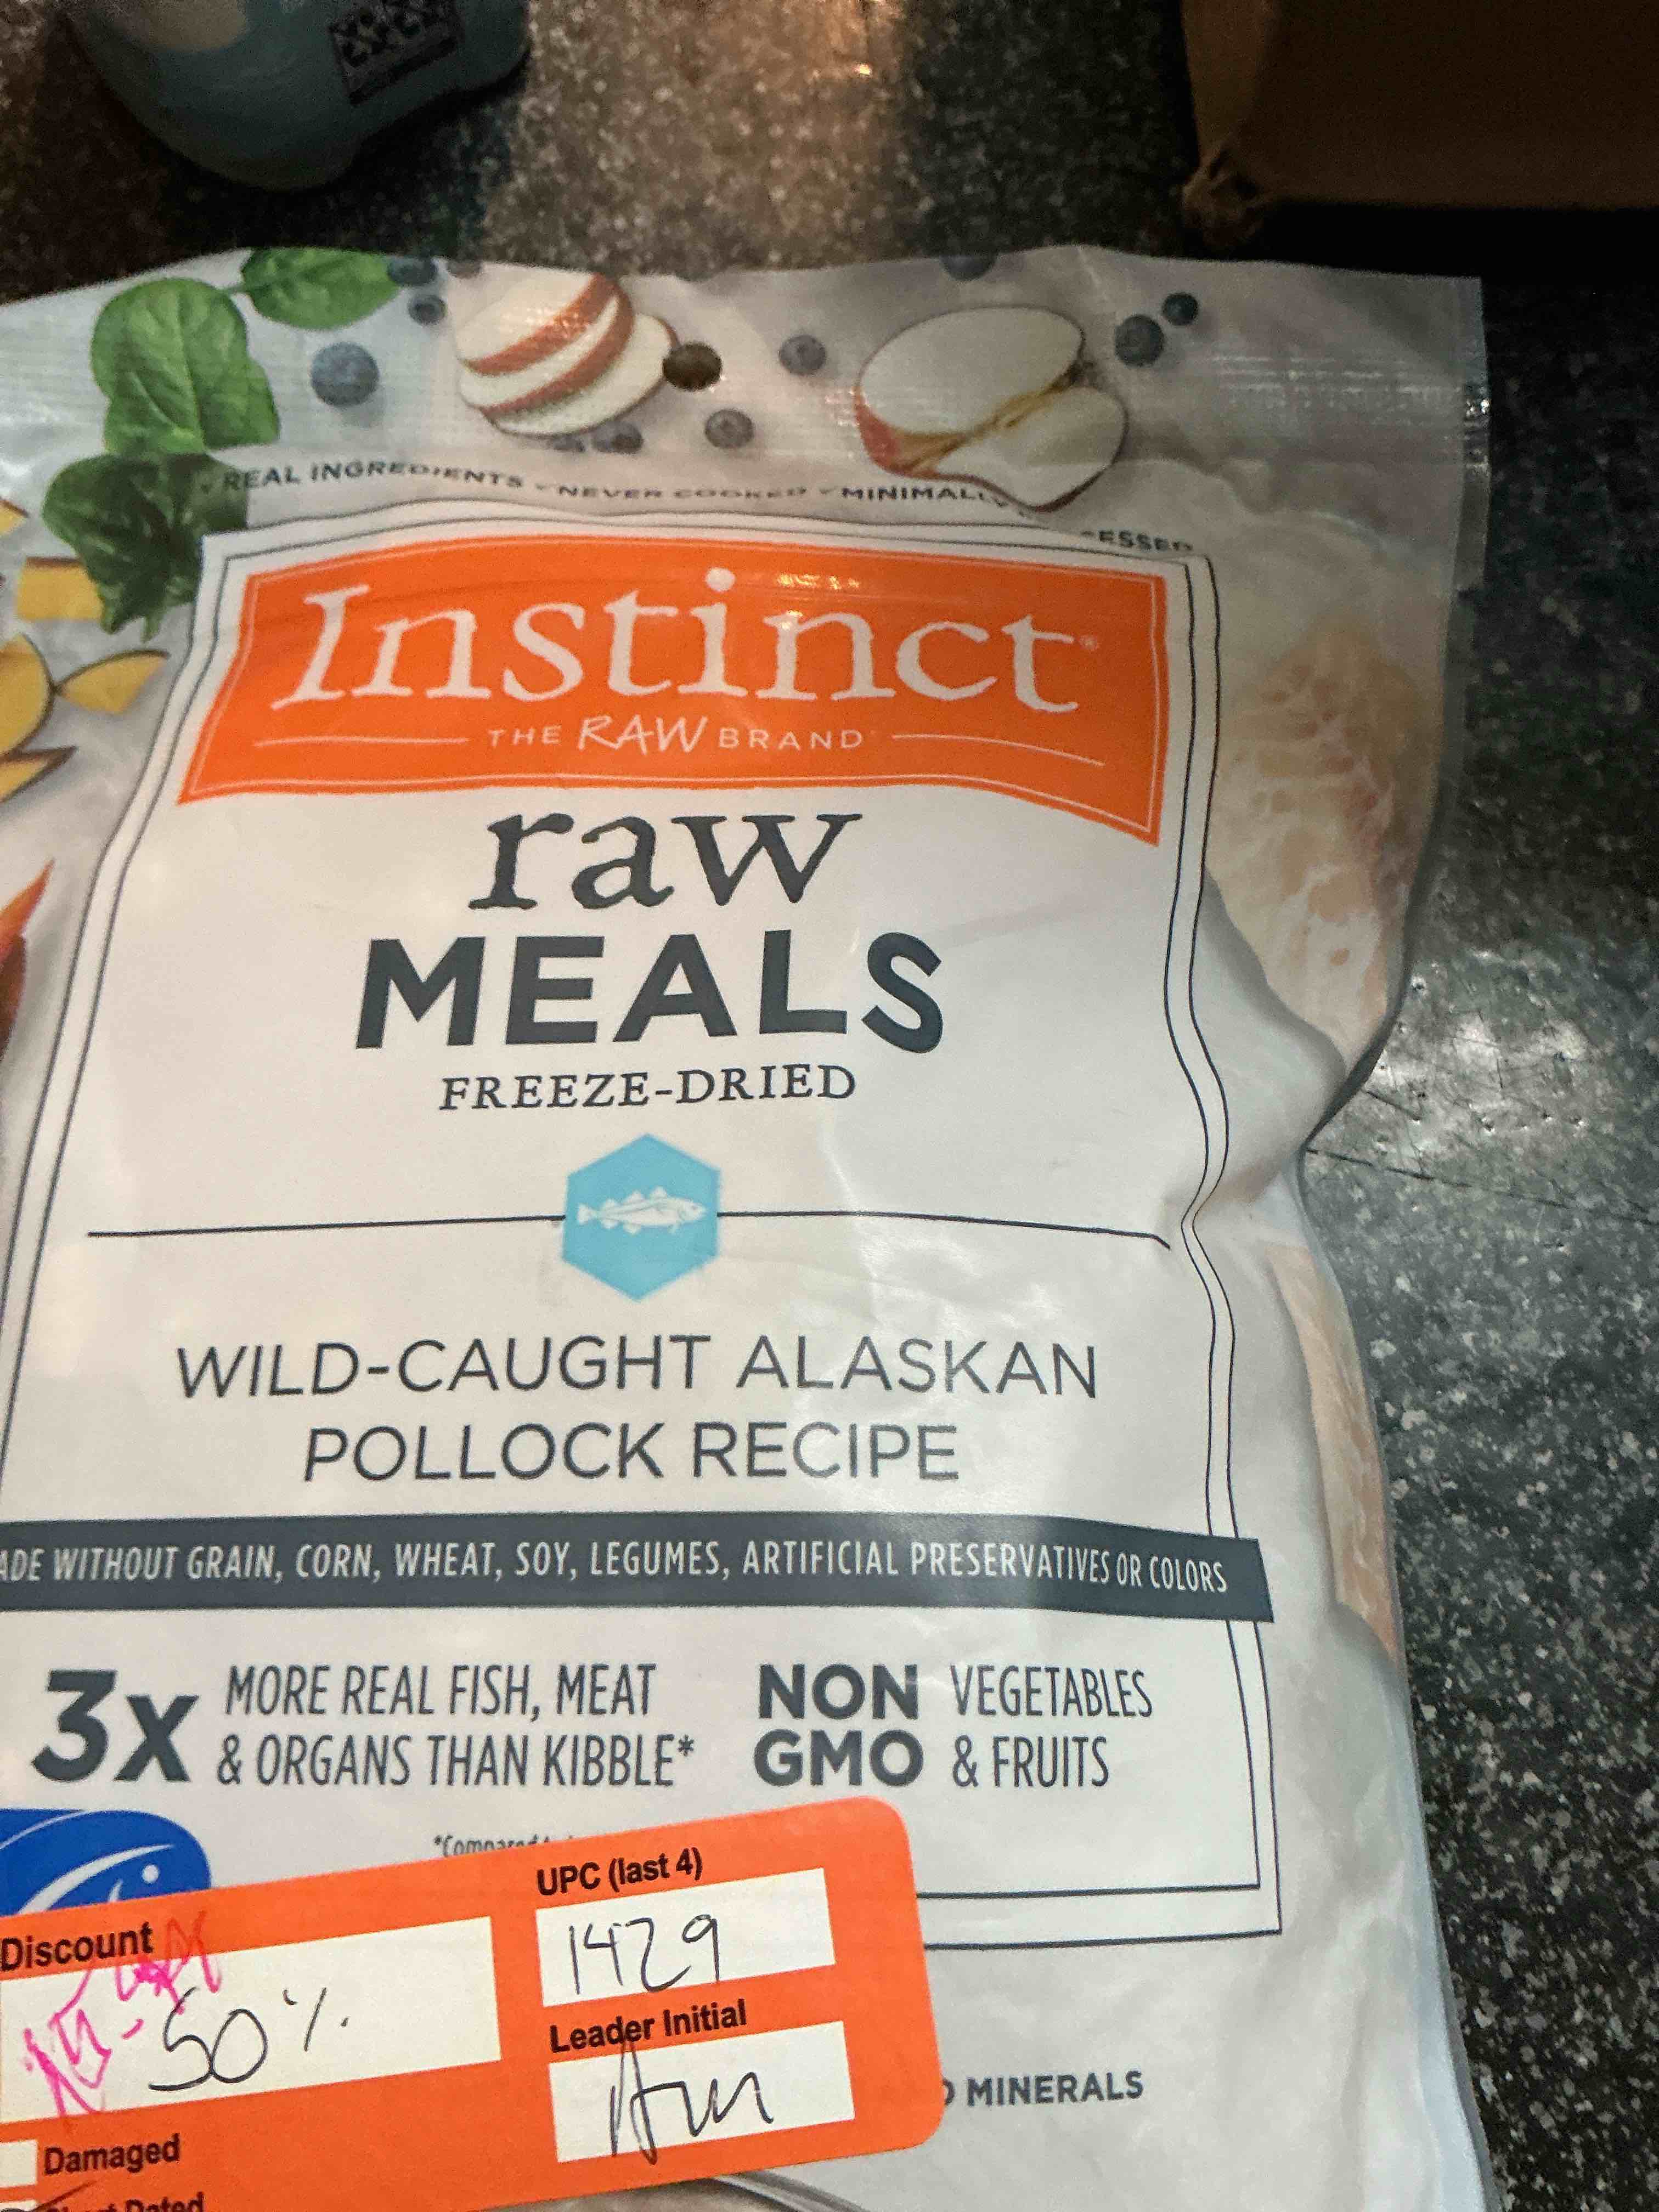 REAL INGREDIENTS NEVER COOKED MINIMALLY
Instinct®
THE RAW BRAND
raw
MEALS
FREEZE-DRIED
WILD-CAUGHT ALASKAN
POLLOCK RECIPE
ADE WITHOUT GRAIN, CORN, WHEAT, SOY, LEGUMES, ARTIFICIAL PRESERVATIVES OR COLORS
3x MORE REAL FISH, MEAT
& ORGANS THAN KIBBLE*
NON VEGETABLES
GMO & FRUITS
Discount
50%
UPC (last 4)
1429
Leader Initial
MINERALS
Damaged
Dated